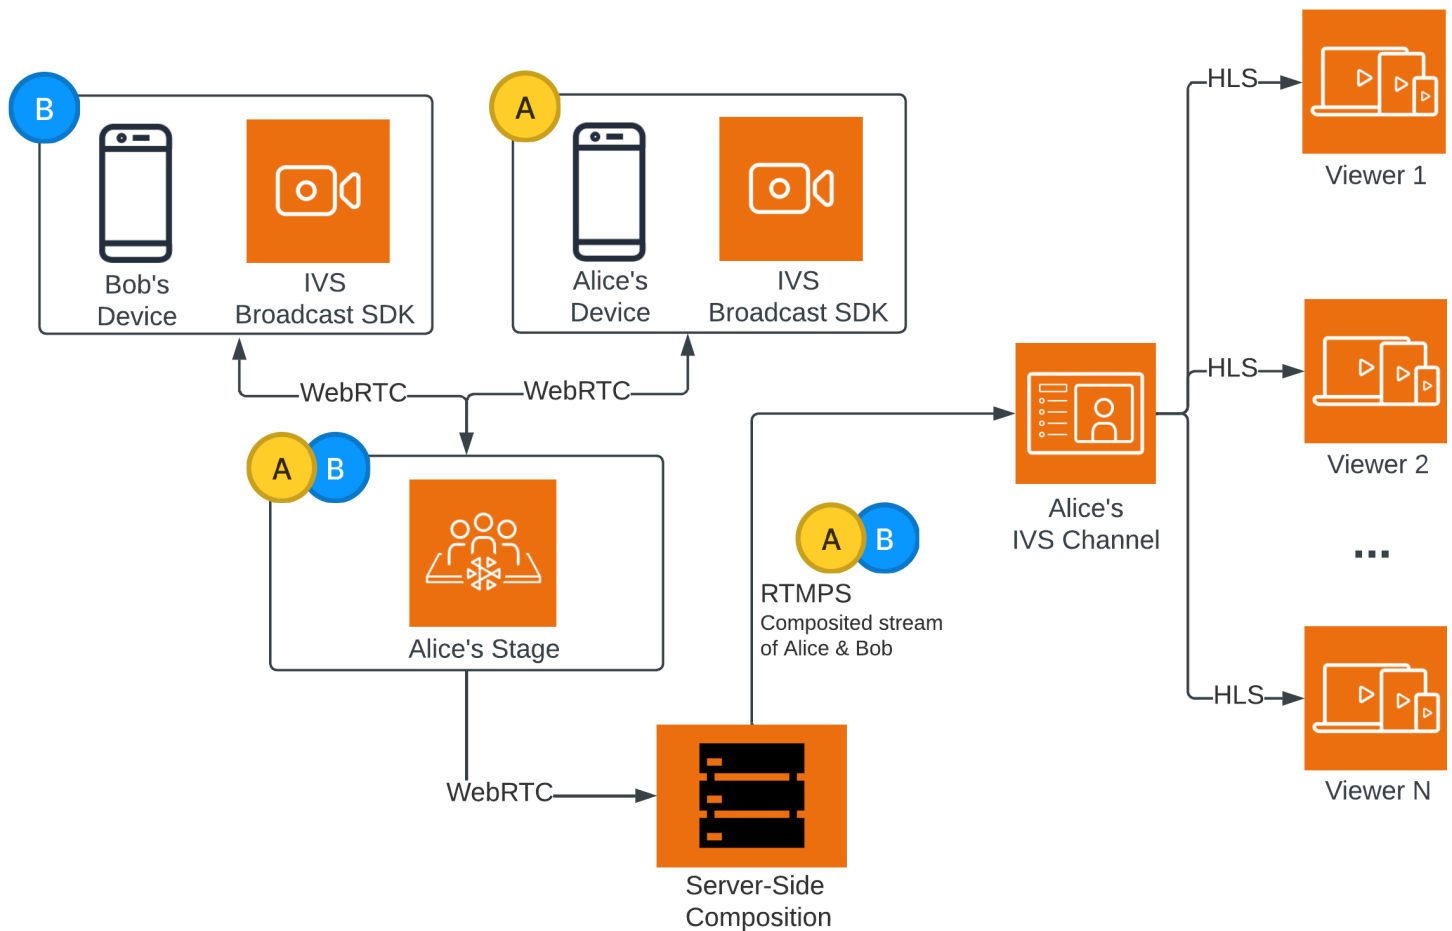 B
Bob's
Device
IVS
Broadcast SDK
A
Alice's
Device
IVS
Broadcast SDK
WebRTC
WebRTC
A
B
Alice's Stage
WebRTC
Server-Side
Composition
A
B
RTMPS
Composited stream
of Alice & Bob
Alice's
IVS Channel
HLS
Viewer 1
HLS
Viewer 2
...
HLS
Viewer N